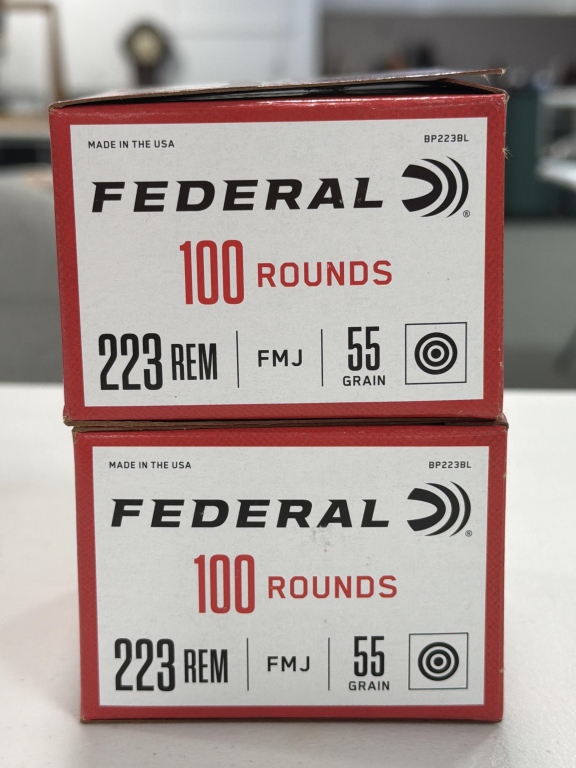 MADE IN THE USA BP223BL
FEDERAL ®
100 ROUNDS
223 REM FMJ 55 GRAIN
MADE IN THE USA BP223BL
FEDERAL ®
100 ROUNDS
223 REM FMJ 55 GRAIN